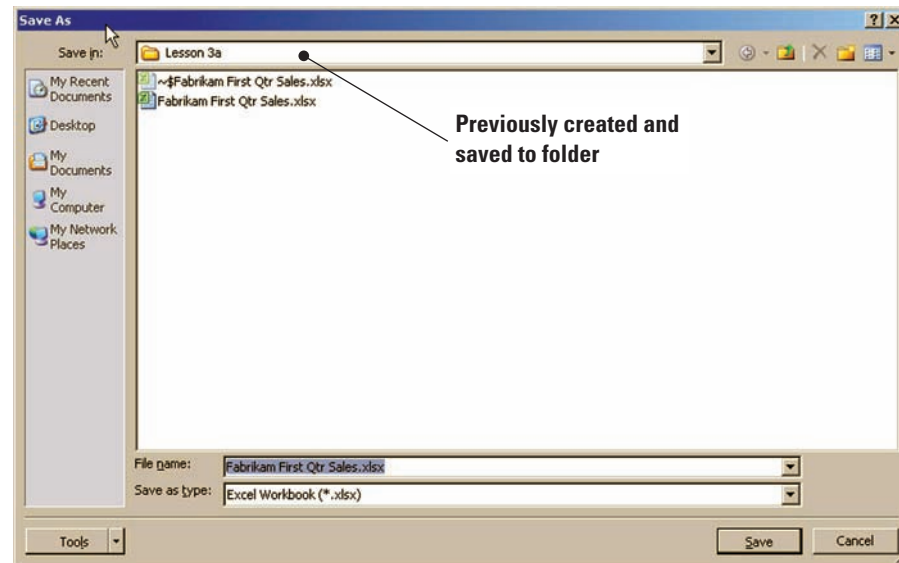 Save As
Save in:
Lesson 3a
My Recent
Documents
Desktop
My
Documents
My
Computer
My Network
Places
~$Fabrikam First Qtr Sales.xlsx
Fabrikam First Qtr Sales.xlsx
Previously created and
saved to folder
File name:
Fabrikam First Qtr Sales.xlsx
Save as type:
Excel Workbook (*.xlsx)
Tools
Save
Cancel